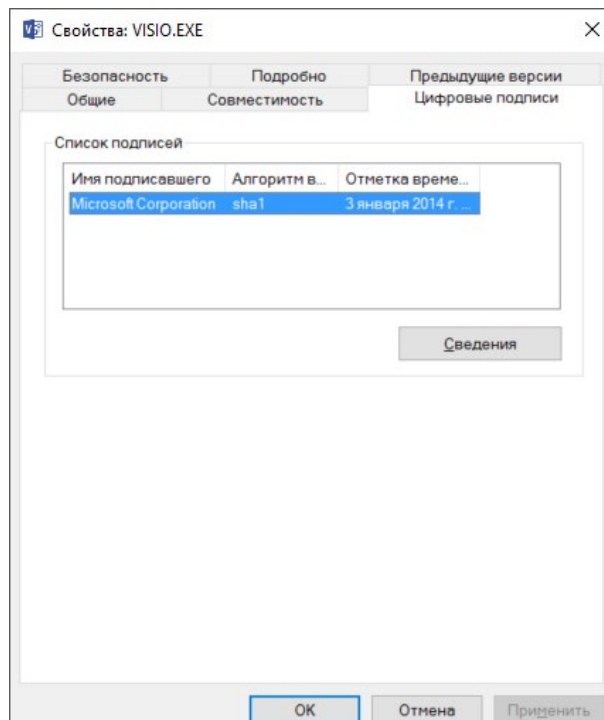 Свойства: VISIO.EXE
Безопасность Подробно Предыдущие версии
Общие Совместимость Цифровые подписи
Список подписей
Имя подписавшего Алгоритм в... Отметка време...
Microsoft Corporation sha1 3 января 2014 г. ...
Сведения
ОК Отмена Применить